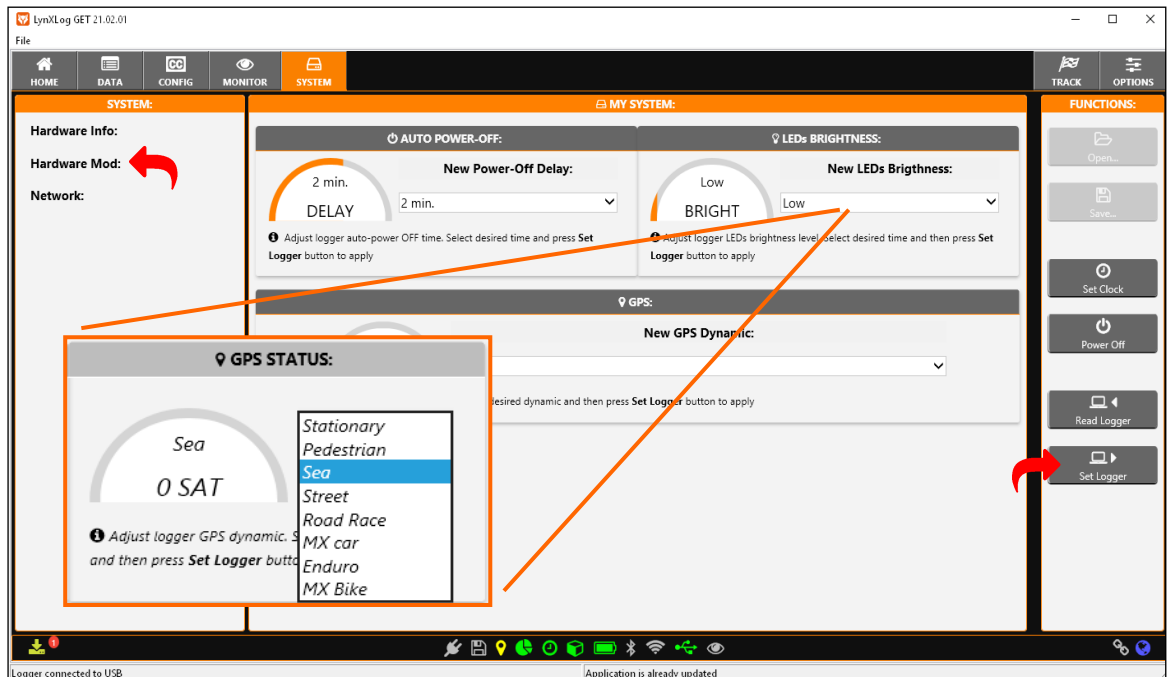 LynXLog GET 21.02.01
File
HOME
DATA
CONFIG
MONITOR
SYSTEM
TRACK
OPTIONS
SYSTEM:
MY SYSTEM:
FUNCTIONS:
Hardware Info:
Hardware Mod:
Network:
AUTO POWER-OFF:
2 min.
DELAY
New Power-Off Delay:
2 min.
Adjust logger auto-power OFF time. Select desired time and press Set
Logger button to apply
LEDs BRIGHTNESS:
Low
BRIGHT
New LEDs Brigthness:
Low
Adjust logger LEDs brightness level. Select desired time and then press Set
Logger button to apply
GPS:
New GPS Dynamic:
desired dynamic and then press Set Logger button to apply
GPS STATUS:
Sea
0 SAT
Stationary
Pedestrian
Sea
Street
Road Race
MX car
Enduro
MX Bike
Adjust logger GPS dynamic. S
and then press Set Logger butto
Open...
Save...
Set Clock
Power Off
Read Logger
Set Logger
1
Logger connected to USB
Application is already updated